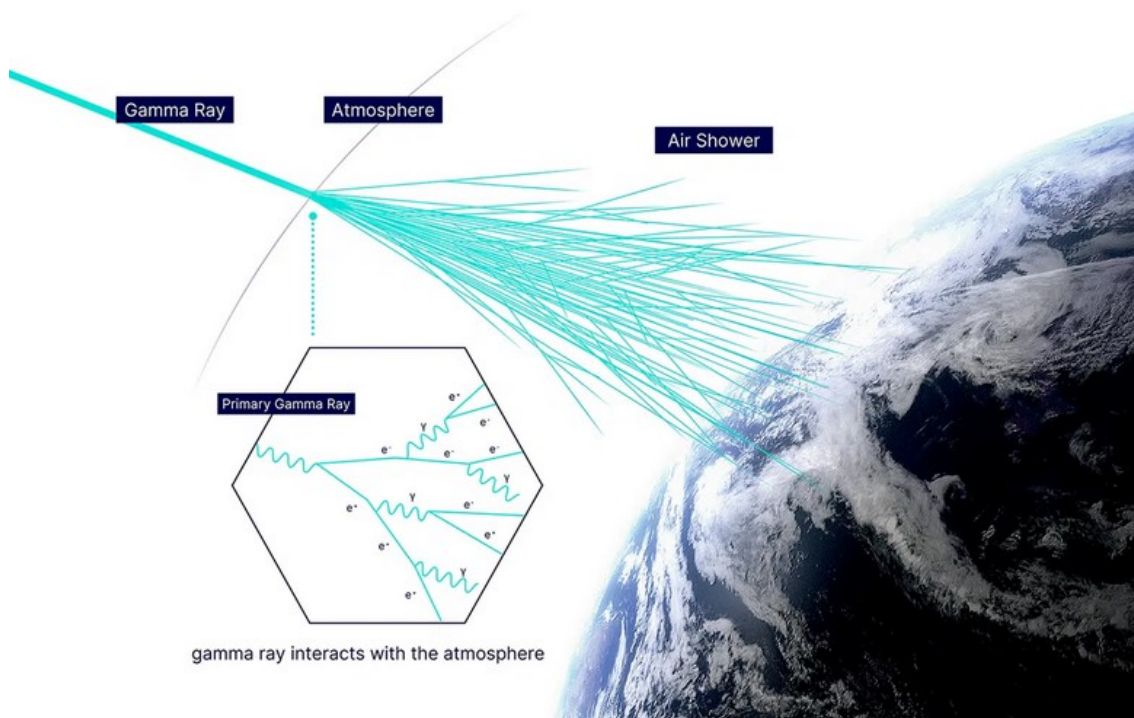 Gamma Ray
Atmosphere
Air Shower
Primary Gamma Ray
e⁺
γ
e⁻
e⁻
e⁻
e⁻
γ
γ
e⁻
e⁺
e⁺
e⁺
γ
e⁺
gamma ray interacts with the atmosphere